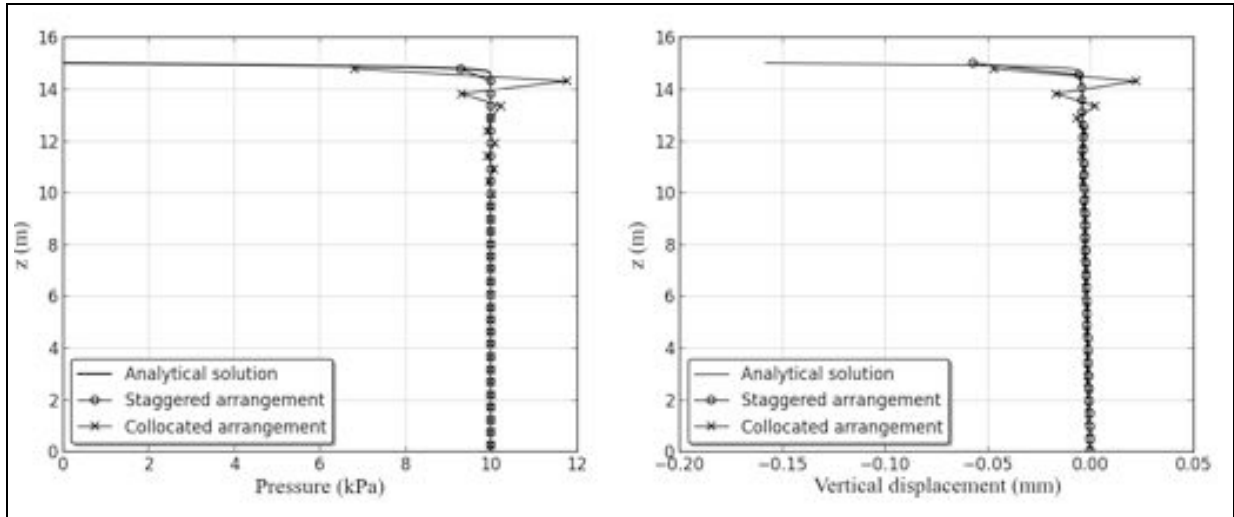 16
14
12
10
8
6
4
2
0
z (m)
0 2 4 6 8 10 12
Pressure (kPa)
Analytical solution
Staggered arrangement
Collocated arrangement
16
14
12
10
8
6
4
2
0
z (m)
−0.20 −0.15 −0.10 −0.05 0.00 0.05
Vertical displacement (mm)
Analytical solution
Staggered arrangement
Collocated arrangement